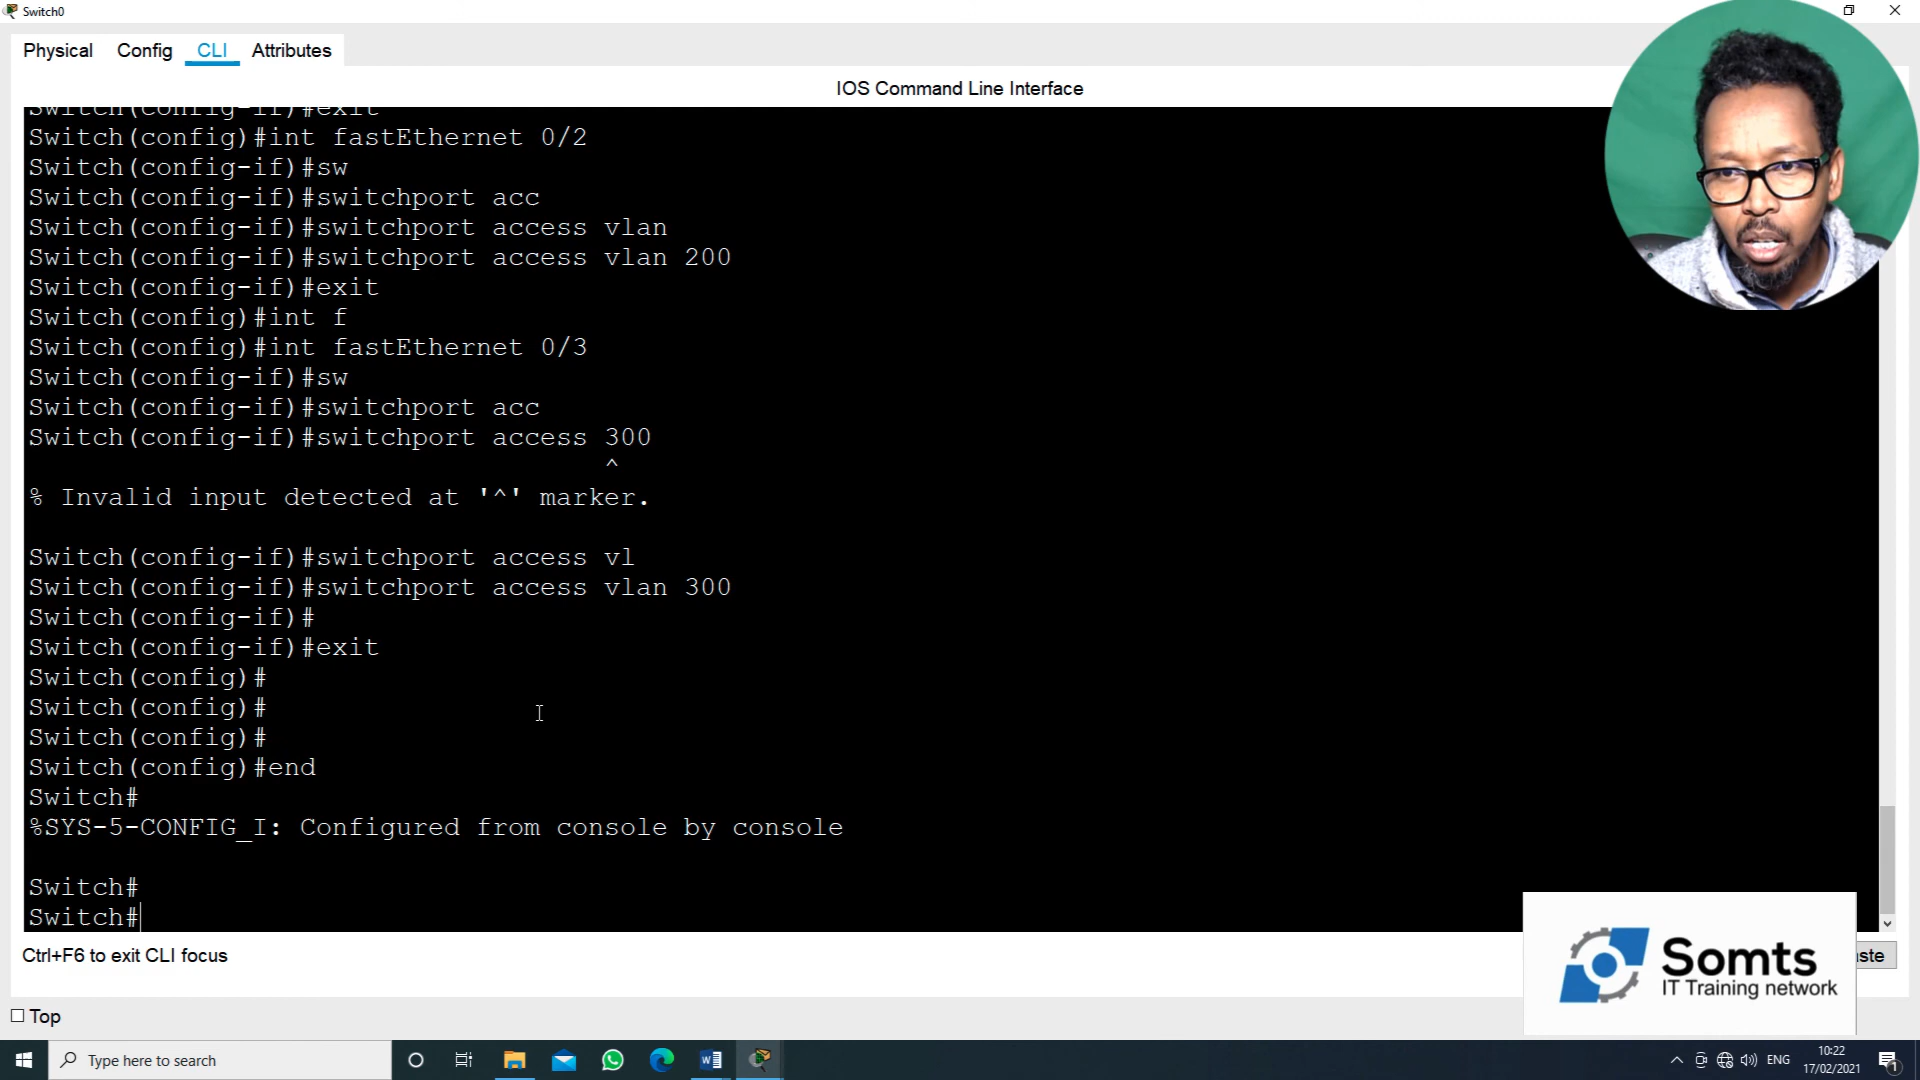 Switch0
Physical Config CLI Attributes
IOS Command Line Interface
Switch(config-if)#exit
Switch(config)#int fastEthernet 0/2
Switch(config-if)#sw
Switch(config-if)#switchport acc
Switch(config-if)#switchport access vlan
Switch(config-if)#switchport access vlan 200
Switch(config-if)#exit
Switch(config)#int f
Switch(config)#int fastEthernet 0/3
Switch(config-if)#sw
Switch(config-if)#switchport acc
Switch(config-if)#switchport access 300
^
% Invalid input detected at '^' marker.
Switch(config-if)#switchport access vl
Switch(config-if)#switchport access vlan 300
Switch(config-if)#
Switch(config-if)#exit
Switch(config)#
Switch(config)#
Switch(config)#
Switch(config)#end
Switch#
%SYS-5-CONFIG_I: Configured from console by console
Switch#
Switch#
Ctrl+F6 to exit CLI focus
Somts
IT Training network
Top
Type here to search
ENG
10:22
17/02/2021
1